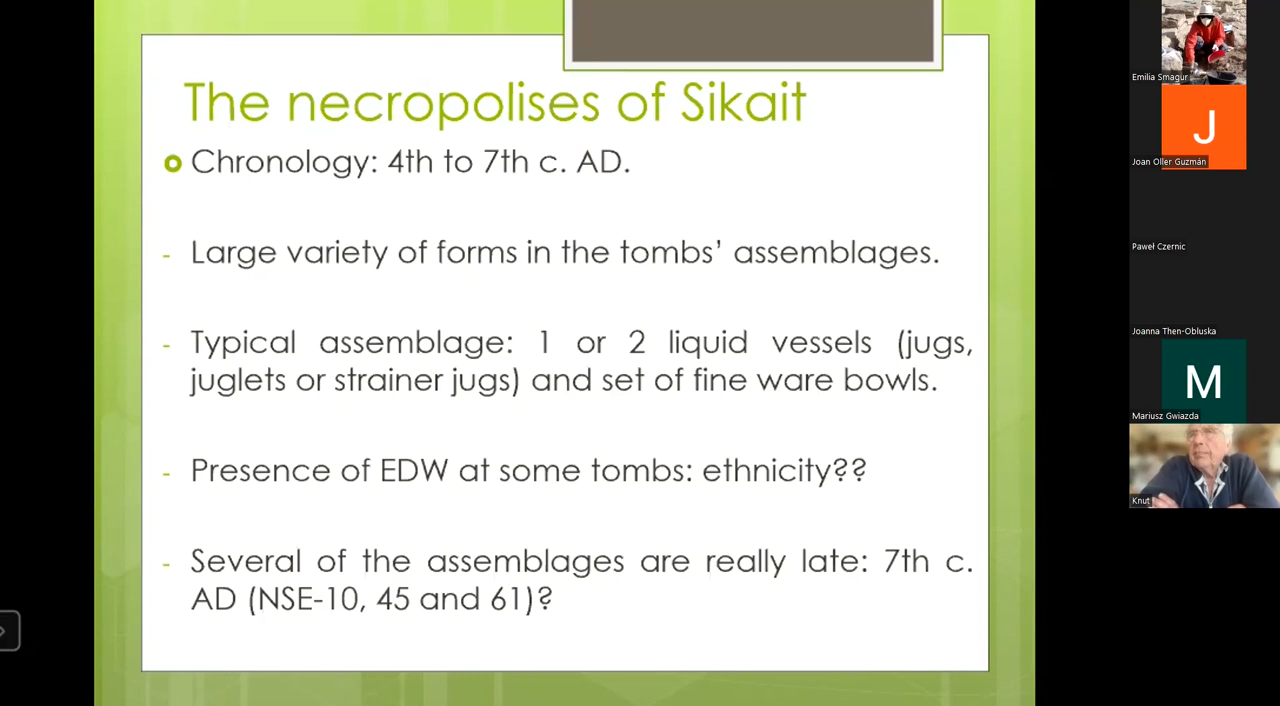 The necropolises of Sikait
Chronology: 4th to 7th c. AD.
- Large variety of forms in the tombs’ assemblages.
- Typical assemblage: 1 or 2 liquid vessels (jugs,
juglets or strainer jugs) and set of fine ware bowls.
- Presence of EDW at some tombs: ethnicity??
- Several of the assemblages are really late: 7th c.
AD (NSE-10, 45 and 61)?
Emilia Smagur
J
Joan Oller Guzmán
Paweł Czernic
Joanna Then-Obluska
M
Mariusz Gwiazda
Knut